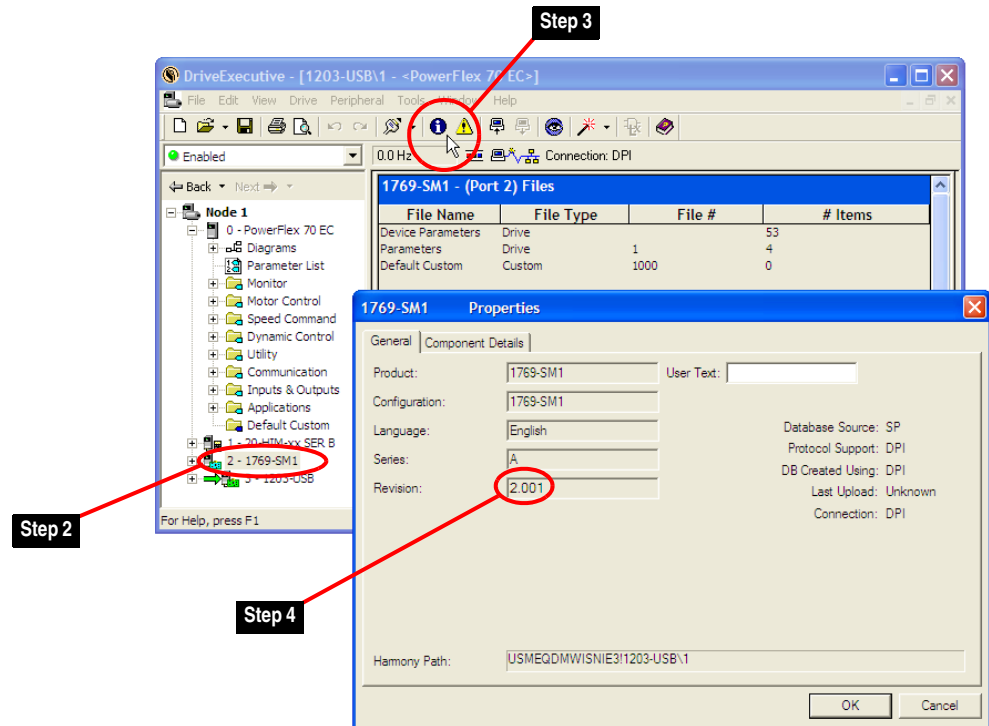 Step 3
DriveExecutive - [1203-USB\1 - <PowerFlex 70 EC>]
File Edit View Drive Peripheral Tools Window Help
Enabled
0.0 Hz
Connection: DPI
Back Next
Node 1
0 - PowerFlex 70 EC
Diagrams
Parameter List
Monitor
Motor Control
Speed Command
Dynamic Control
Utility
Communication
Inputs & Outputs
Applications
Default Custom
1 - 20-HIM-xx SER B
2 - 1769-SM1
3 - 1203-USB
For Help, press F1
1769-SM1 - (Port 2) Files
File Name File Type File # # Items
Device Parameters Drive 53
Parameters Drive 1 4
Default Custom Custom 1000 0
1769-SM1 Properties
General Component Details
Product: 1769-SM1 User Text:
Configuration: 1769-SM1
Language: English
Series: A
Revision: 2.001
Database Source: SP
Protocol Support: DPI
DB Created Using: DPI
Last Upload: Unknown
Connection: DPI
Harmony Path: USMEQDMWISNIE3!1203-USB\1
OK Cancel
Step 2
Step 4